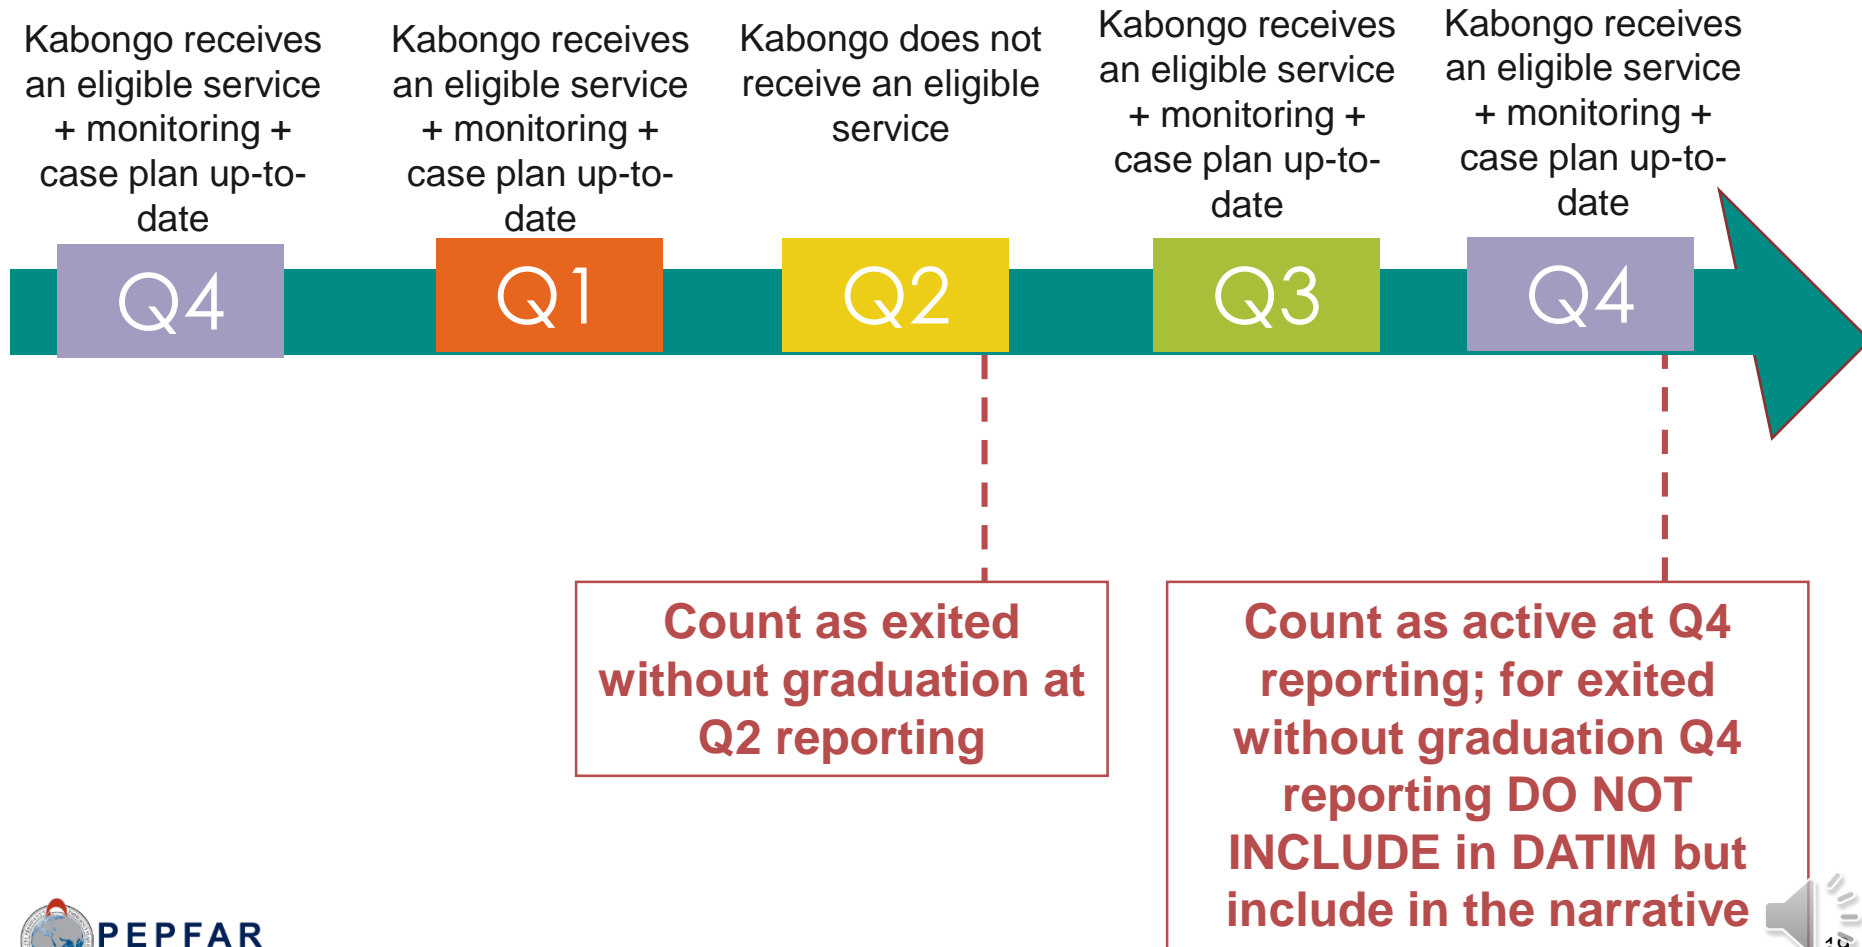 Kabongo receives
an eligible service
+ monitoring +
case plan up-to-
date
Kabongo receives
an eligible service
+ monitoring +
case plan up-to-
date
Kabongo does not
receive an eligible
service
Kabongo receives
an eligible service
+ monitoring +
case plan up-to-
date
Kabongo receives
an eligible service
+ monitoring +
case plan up-to-
date
Q4
Q1
Q2
Q3
Q4
Count as exited
without graduation at
Q2 reporting
Count as active at Q4
reporting; for exited
without graduation Q4
reporting DO NOT
INCLUDE in DATIM but
include in the narrative
PEPFAR